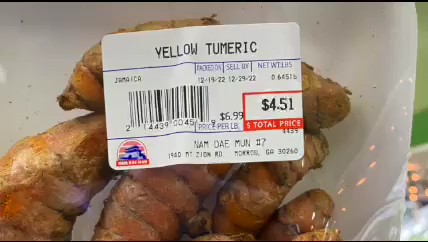 YELLOW TUMERIC
PACKED ON SELL BY NET WT LBS
JAMAICA 12-19-22 12-29-22 0.645 lb
$6.99 $4.51
PRICE PER LB. $ TOTAL PRICE
NAM DAE MUN #7
1940 MT ZION RD. MORROW, GA 30260